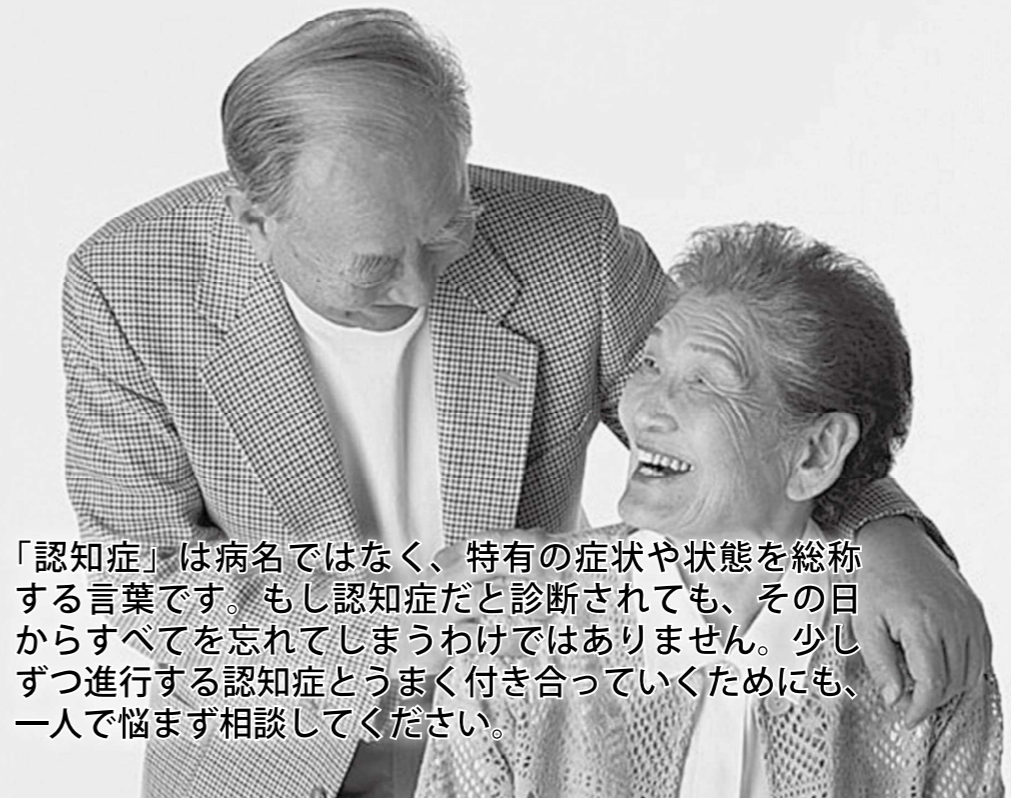 「認知症」は病名ではなく、特有の症状や状態を総称
する言葉です。もし認知症だと診断されても、その日
からすべてを忘れてしまうわけではありません。少し
ずつ進行する認知症とうまく付き合っていくためにも、
一人で悩まず相談してください。